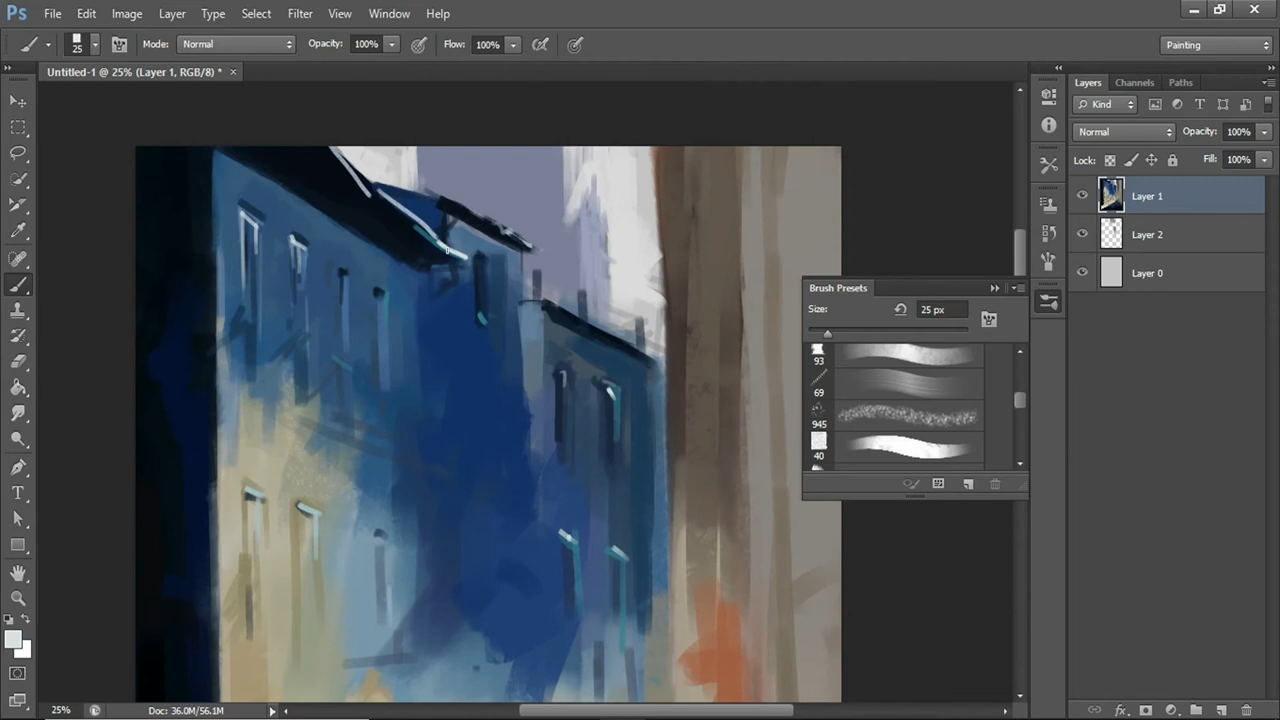 Ps File Edit Image Layer Type Select Filter View Window Help
25 Mode: Normal Opacity: 100% Flow: 100% Painting
Untitled-1 @ 25% (Layer 1, RGB/8) * ×
Layers Channels Paths
Kind
Normal Opacity: 100%
Lock: Fill: 100%
Layer 1
Layer 2
Layer 0
Brush Presets
Size: 25 px
93
69
945
40
25% Doc: 36.0M/56.1M